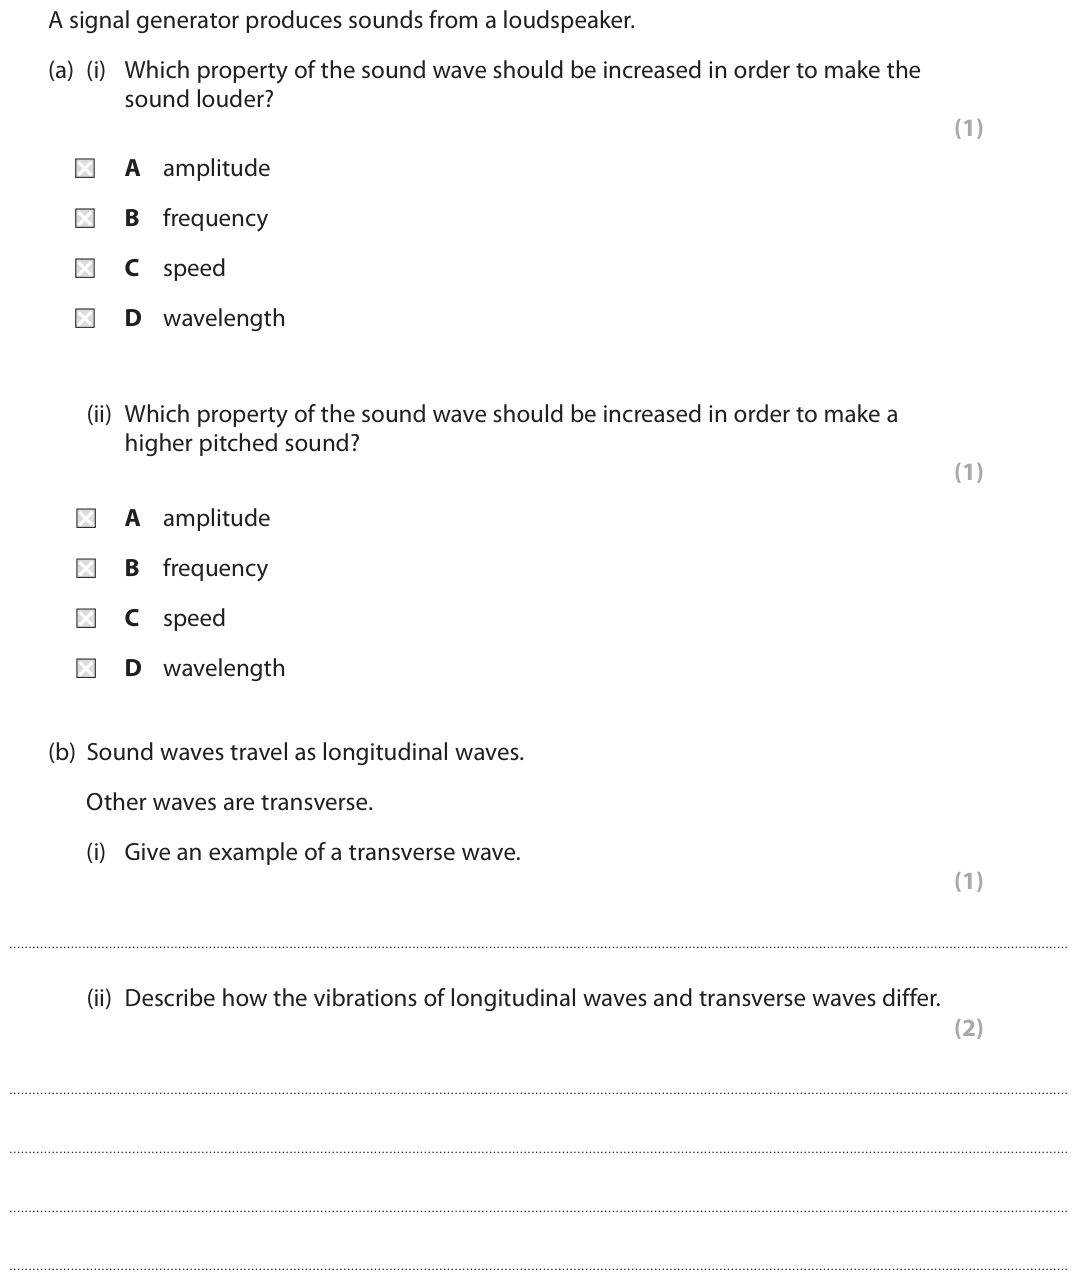 A signal generator produces sounds from a loudspeaker.
(a) (i) Which property of the sound wave should be increased in order to make the
sound louder?
(1)
A amplitude
B frequency
C speed
D wavelength
(ii) Which property of the sound wave should be increased in order to make a
higher pitched sound?
(1)
A amplitude
B frequency
C speed
D wavelength
(b) Sound waves travel as longitudinal waves.
Other waves are transverse.
(i) Give an example of a transverse wave.
(1)
(ii) Describe how the vibrations of longitudinal waves and transverse waves differ.
(2)